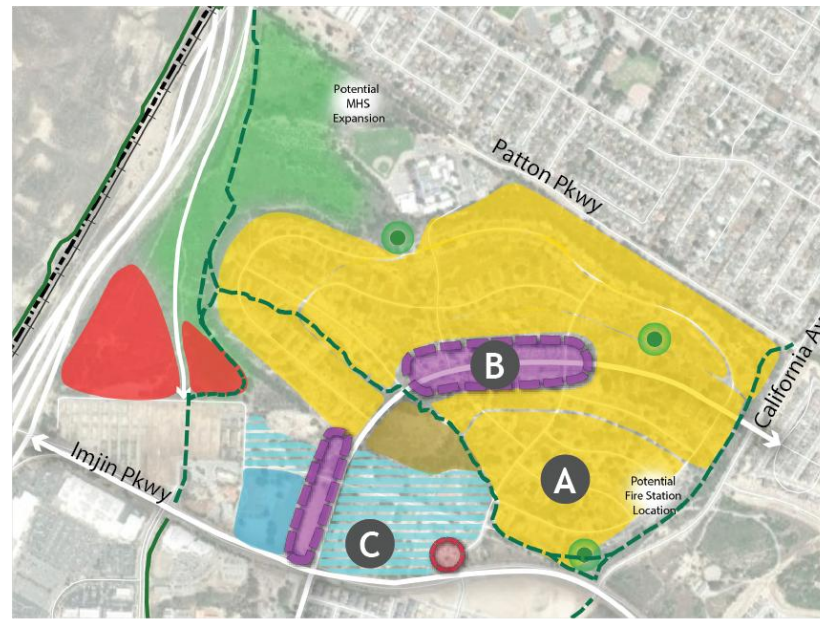 Potential
MHS
Expansion
Patton Pkwy
California Av
B
Imjin Pkwy
A
Potential
Fire Station
Location
C